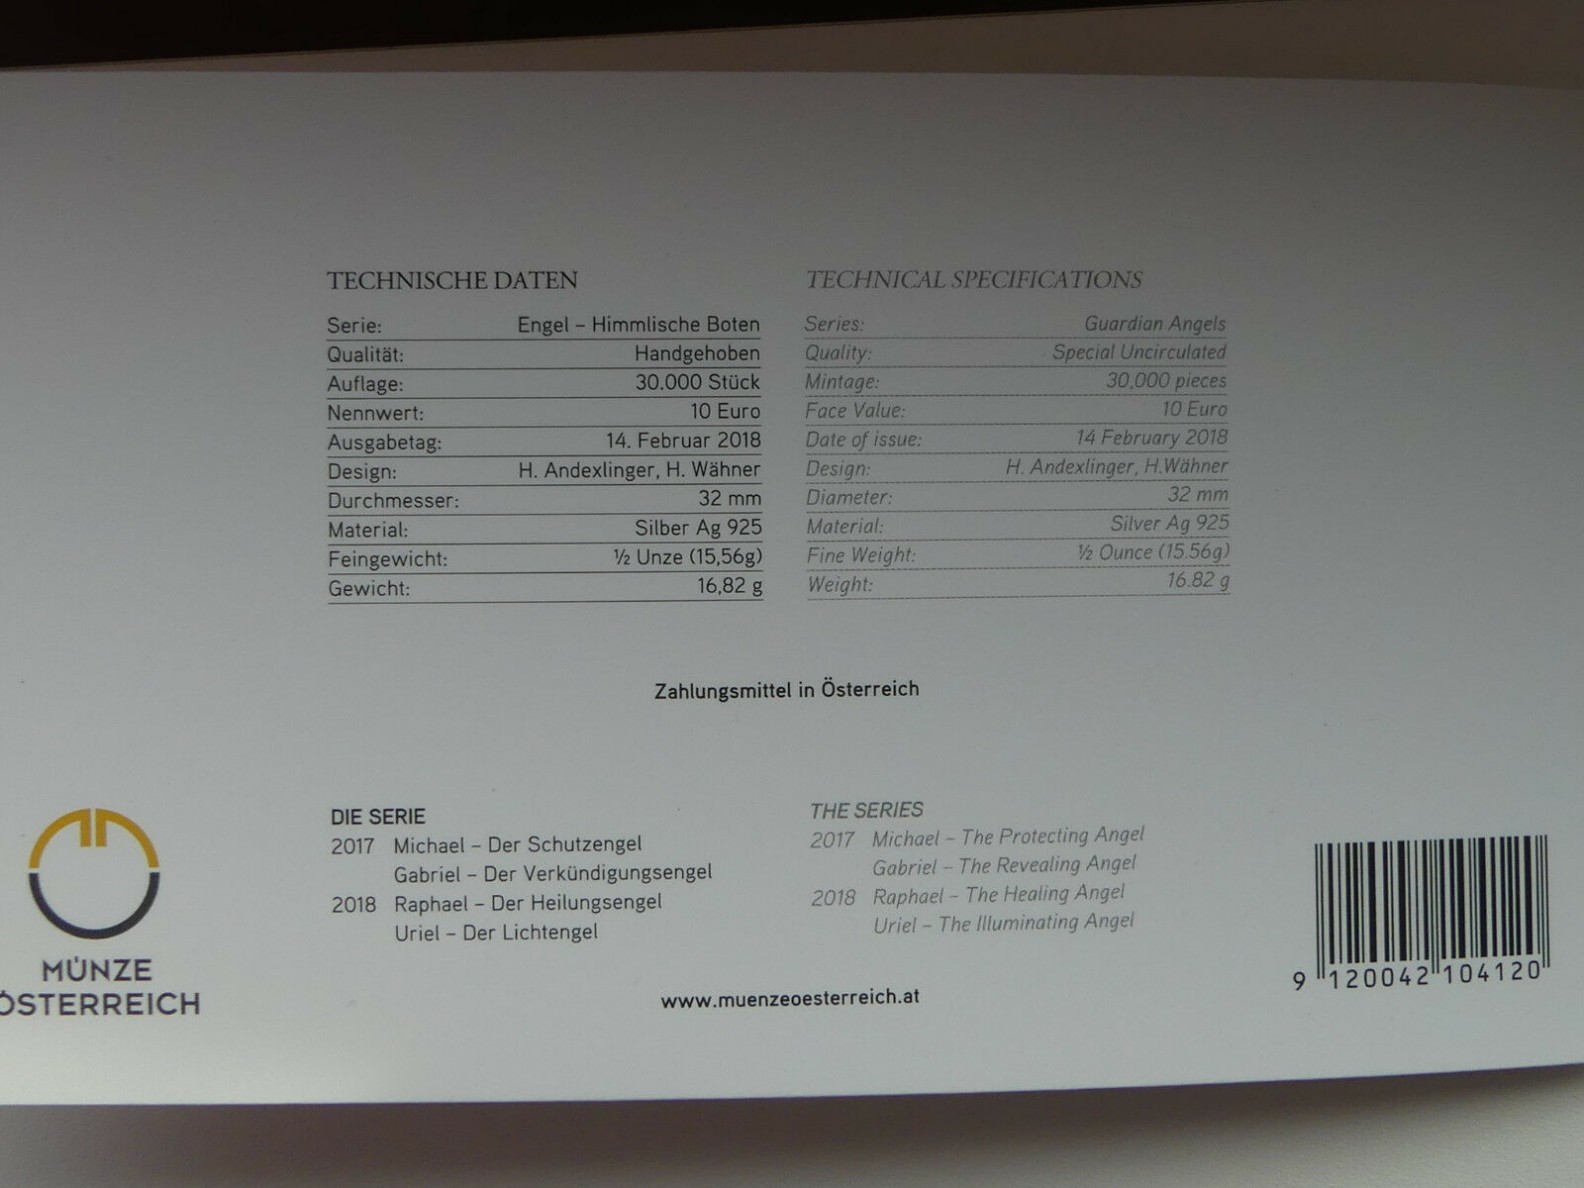 TECHNISCHE DATEN
Serie: Engel – Himmlische Boten
Qualität: Handgehoben
Auflage: 30.000 Stück
Nennwert: 10 Euro
Ausgabetag: 14. Februar 2018
Design: H. Andexlinger, H. Wähner
Durchmesser: 32 mm
Material: Silber Ag 925
Feingewicht: ½ Unze (15,56g)
Gewicht: 16,82 g
TECHNICAL SPECIFICATIONS
Series: Guardian Angels
Quality: Special Uncirculated
Mintage: 30,000 pieces
Face Value: 10 Euro
Date of issue: 14 February 2018
Design: H. Andexlinger, H.Wähner
Diameter: 32 mm
Material: Silver Ag 925
Fine Weight: ½ Ounce (15.56g)
Weight: 16.82 g
Zahlungsmittel in Österreich
DIE SERIE
2017 Michael – Der Schutzengel
Gabriel – Der Verkündigungsengel
2018 Raphael – Der Heilungsengel
Uriel – Der Lichtengel
THE SERIES
2017 Michael – The Protecting Angel
Gabriel – The Revealing Angel
2018 Raphael – The Healing Angel
Uriel – The Illuminating Angel
MÜNZE
ÖSTERREICH
www.muenzeoesterreich.at
9 120042 104120